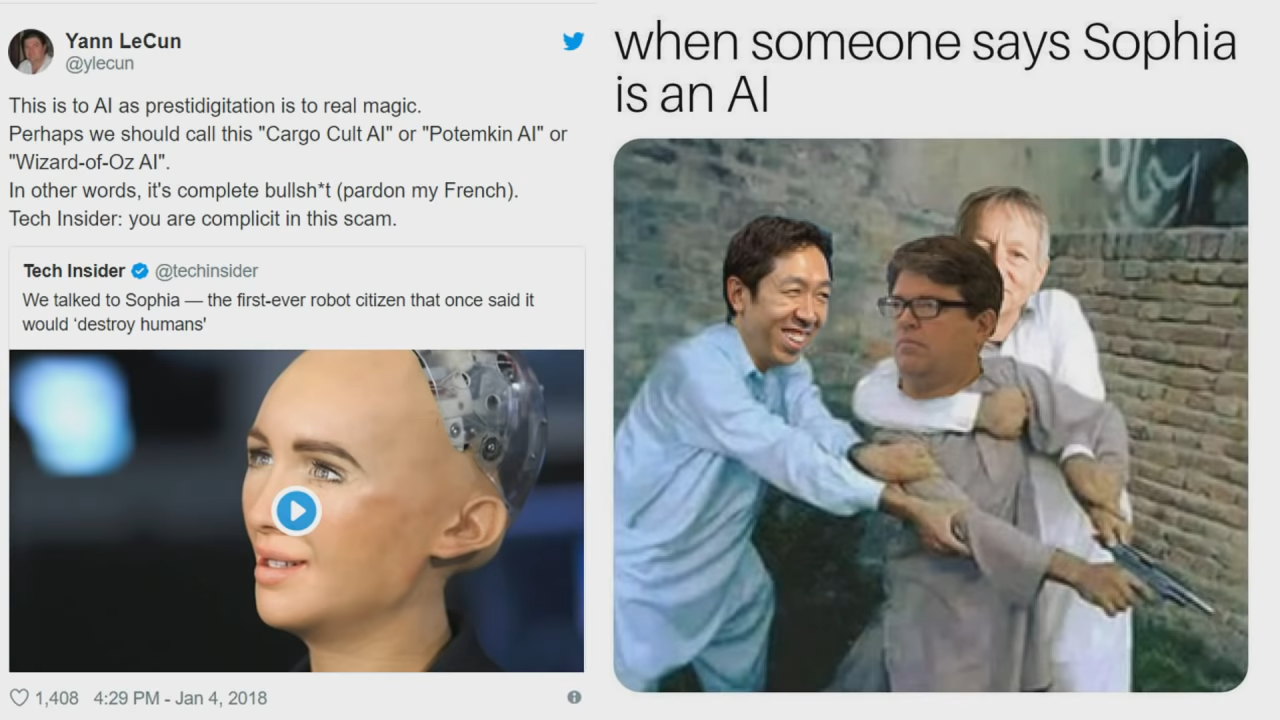 Yann LeCun
@ylecun
This is to AI as prestidigitation is to real magic.
Perhaps we should call this "Cargo Cult AI" or "Potemkin AI" or
"Wizard-of-Oz AI".
In other words, it's complete bullsh*t (pardon my French).
Tech Insider: you are complicit in this scam.
Tech Insider @techinsider
We talked to Sophia — the first-ever robot citizen that once said it
would ‘destroy humans'
1,408 4:29 PM - Jan 4, 2018
when someone says Sophia
is an AI